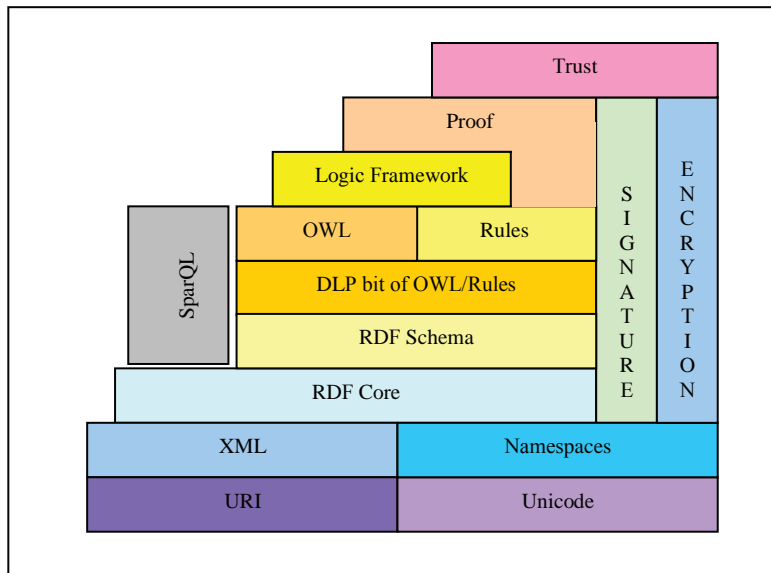 Trust
Proof
Logic Framework
OWL
Rules
SparQL
DLP bit of OWL/Rules
RDF Schema
RDF Core
SIGNATURE
ENCRYPTION
XML
Namespaces
URI
Unicode